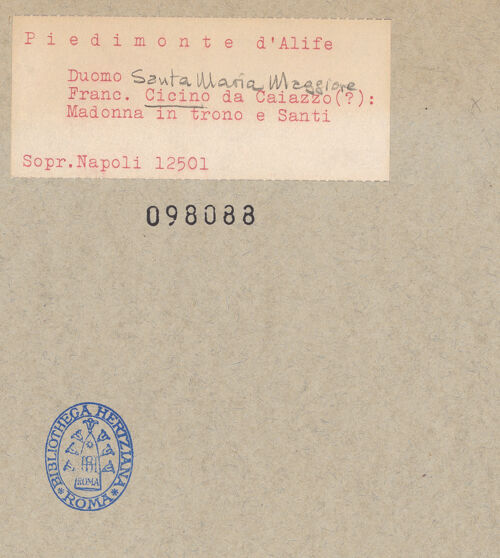 Piedimonte d'Alife
Duomo Santa Maria Maggiore
Franc. Cicino da Caiazzo(?):
Madonna in trono e Santi
Sopr.Napoli 12501
098088
*BIBLIOTHECA HERTZIANA*
ROMA
ROMA